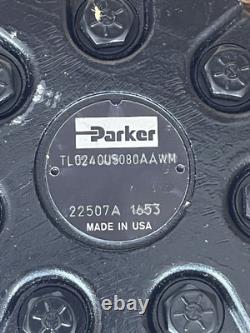 Parker
TL0240US080AAWM
22507A 1653
MADE IN USA